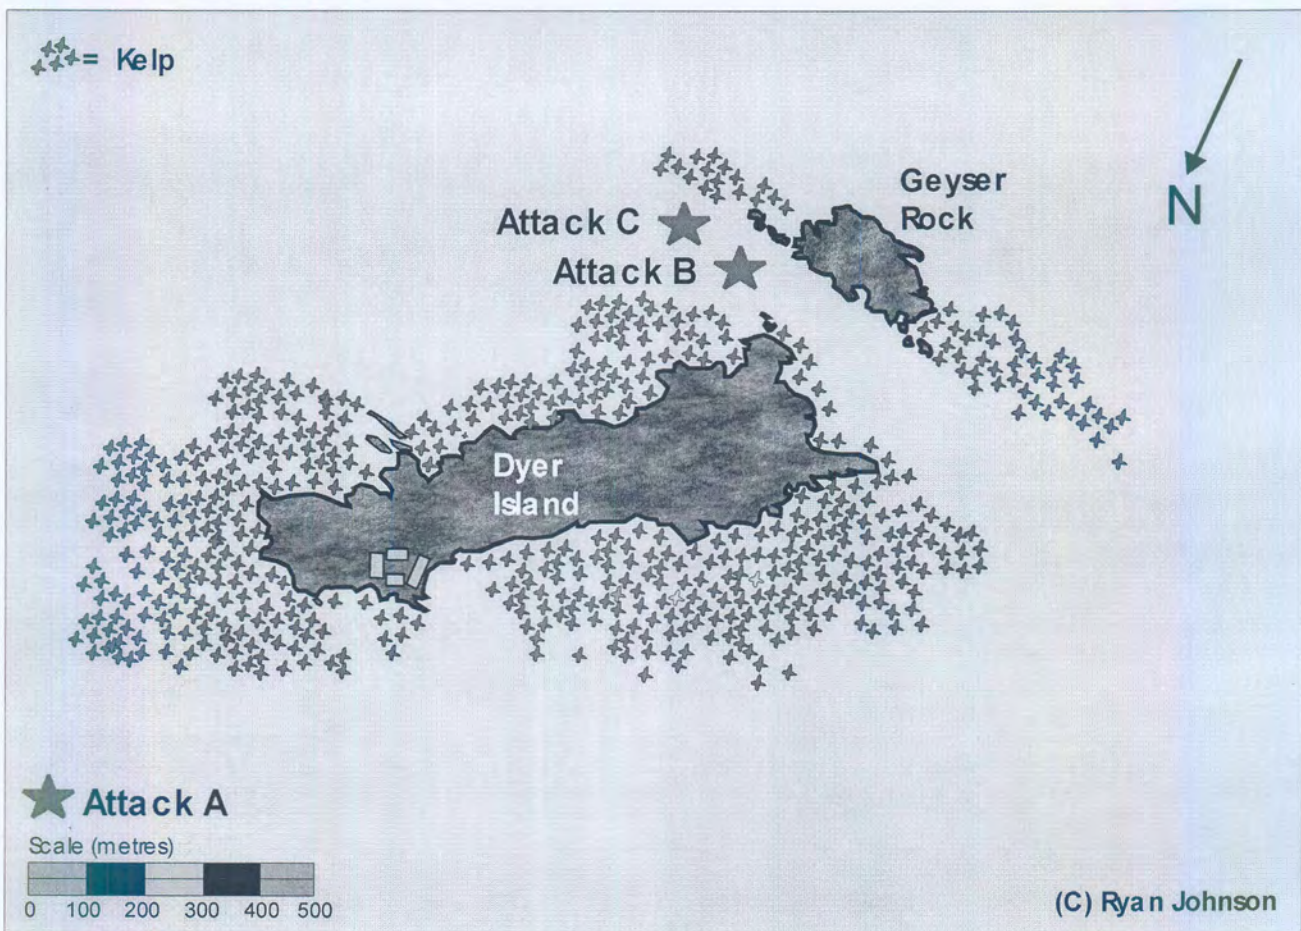 = Kelp
Geyser
Rock
N
Attack C
Attack B
Dyer
Island
Attack A
Scale (metres)
0 100 200 300 400 500
(C) Ryan Johnson